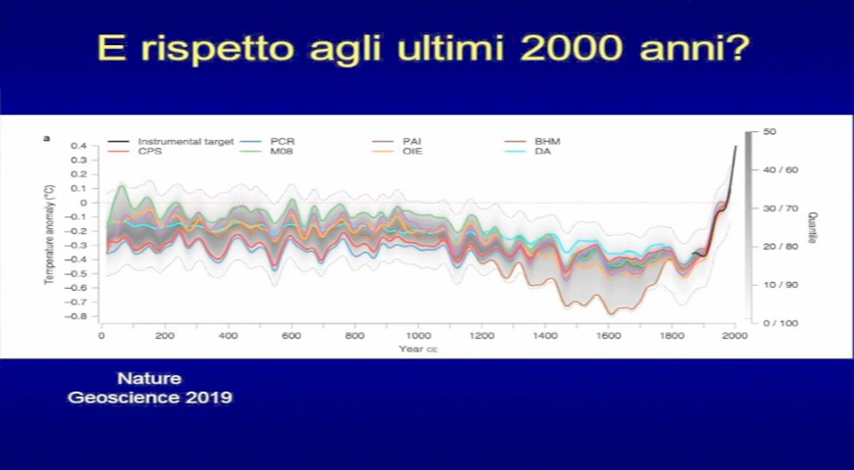 E rispetto agli ultimi 2000 anni?
a
Instrumental target PCR PAI BHM
CPS M08 OIE DA
Temperature anomaly (°C)
0.4
0.3
0.2
0.1
0
−0.1
−0.2
−0.3
−0.4
−0.5
−0.6
−0.7
−0.8
0 200 400 600 800 1000 1200 1400 1600 1800 2000
Year CE
50
40 / 60
30 / 70
20 / 80
10 / 90
0 / 100
Quantile
Nature
Geoscience 2019